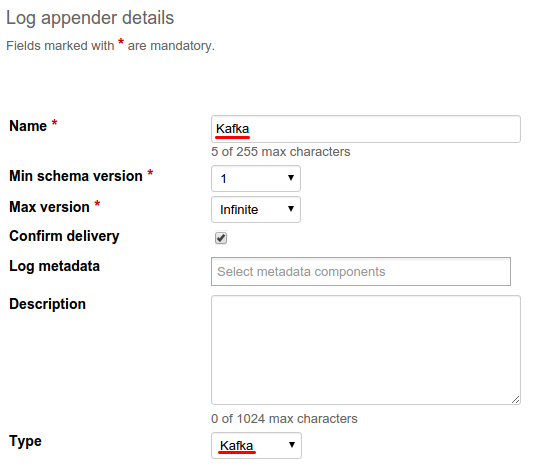 Log appender details
Fields marked with * are mandatory.
Name * Kafka
5 of 255 max characters
Min schema version * 1
Max version * Infinite
Confirm delivery
Log metadata Select metadata components
Description
0 of 1024 max characters
Type Kafka